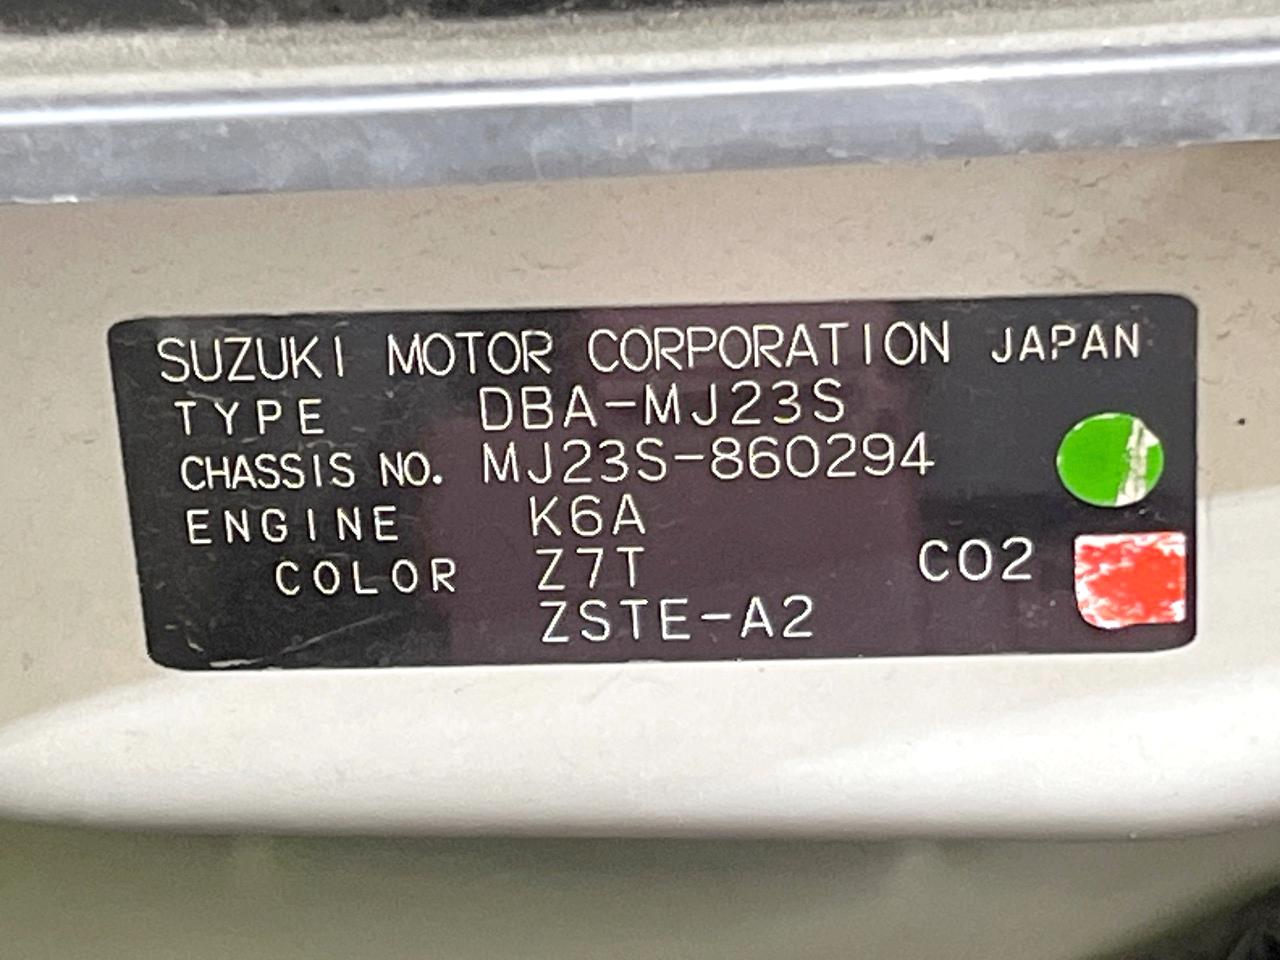 SUZUKI MOTOR CORPORATION JAPAN
TYPE DBA-MJ23S
CHASSIS NO. MJ23S-860294
ENGINE K6A
COLOR Z7T CO2
ZSTE-A2